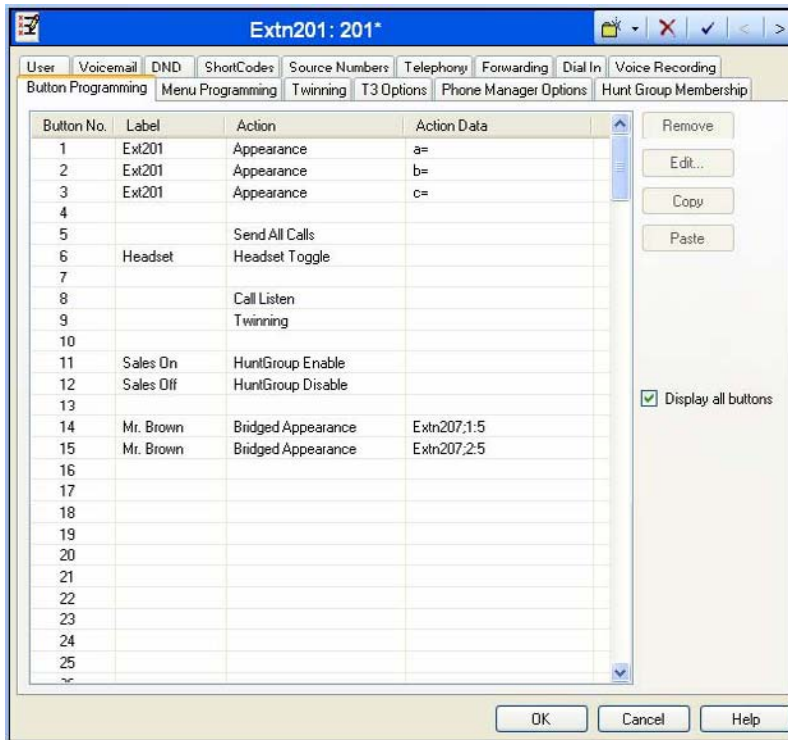 Extn201: 201*
User Voicemail DND ShortCodes Source Numbers Telephony Forwarding Dial In Voice Recording
Button Programming Menu Programming Twinning T3 Options Phone Manager Options Hunt Group Membership
Button No. Label Action Action Data
1 Ext201 Appearance a=
2 Ext201 Appearance b=
3 Ext201 Appearance c=
4
5 Send All Calls
6 Headset Headset Toggle
7
8 Call Listen
9 Twinning
10
11 Sales On HuntGroup Enable
12 Sales Off HuntGroup Disable
13
14 Mr. Brown Bridged Appearance Extn207;1:5
15 Mr. Brown Bridged Appearance Extn207;2:5
16
17
18
19
20
21
22
23
24
25
Remove
Edit...
Copy
Paste
Display all buttons
OK Cancel Help